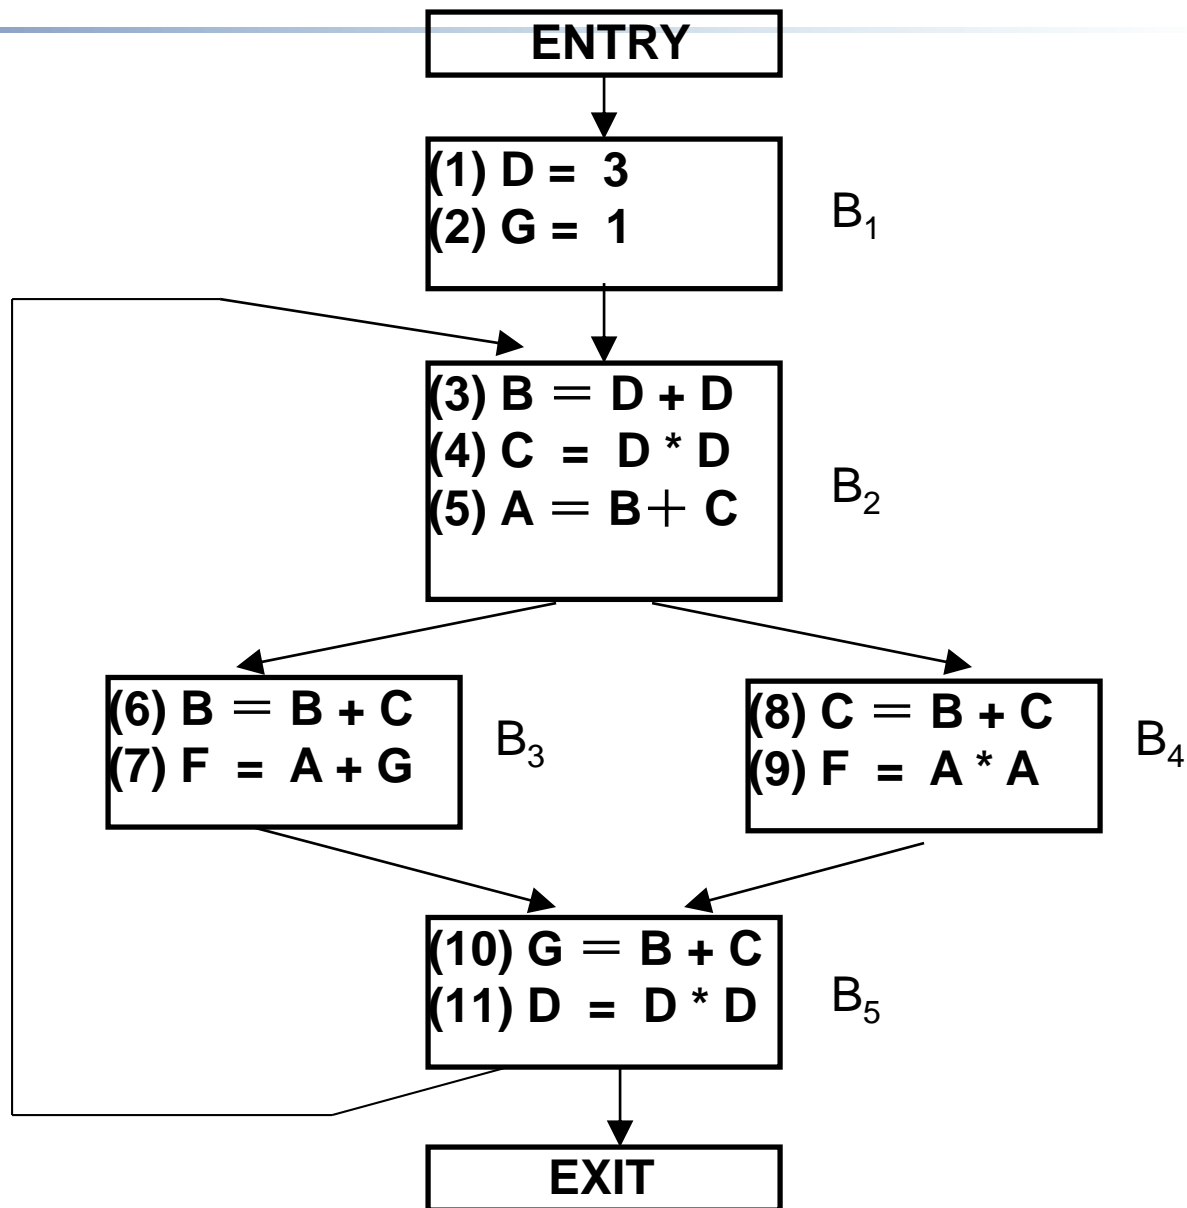 ENTRY
(1) D = 3
(2) G = 1
B₁
(3) B ＝ D + D
(4) C = D * D
(5) A ＝ B＋ C
B₂
(6) B ＝ B + C
(7) F = A + G
B₃
(8) C ＝ B + C
(9) F = A * A
B₄
(10) G ＝ B + C
(11) D = D * D
B₅
EXIT